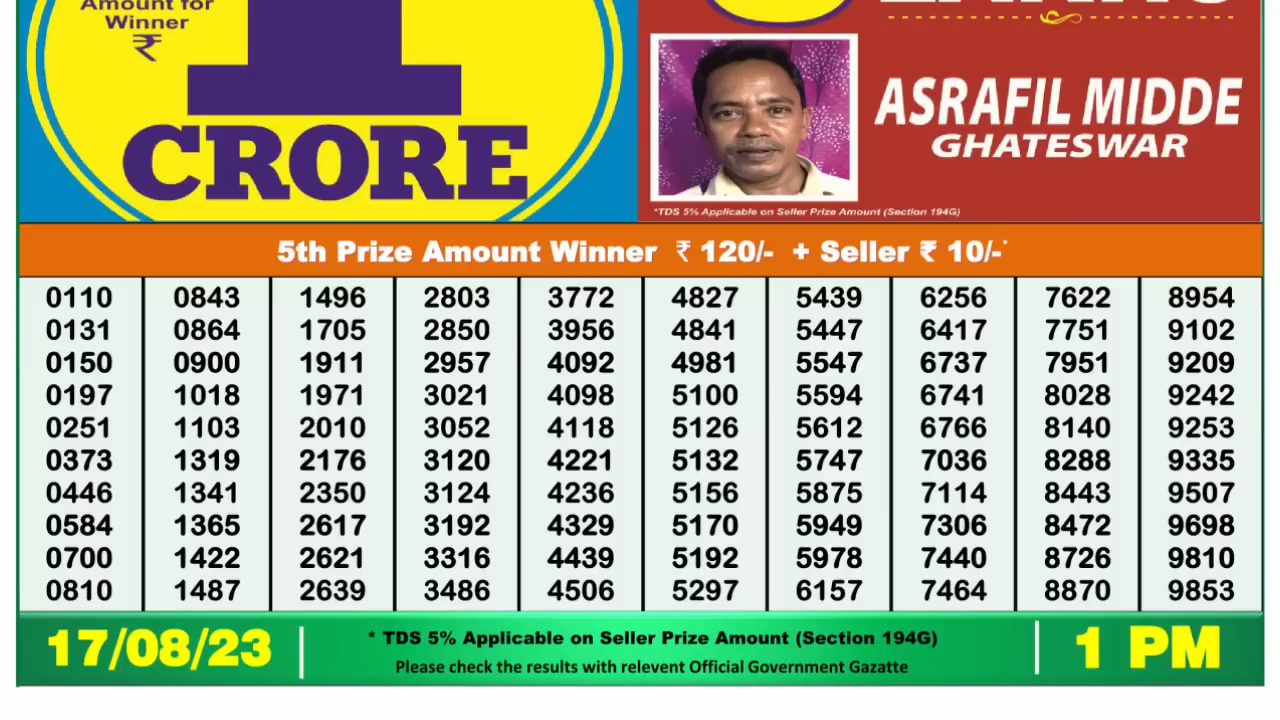 Amount for
Winner
₹
1
CRORE
ASRAFIL MIDDE
GHATESWAR
*TDS 5% Applicable on Seller Prize Amount (Section 194G)
5th Prize Amount Winner ₹ 120/- + Seller ₹ 10/-*
0110 0843 1496 2803 3772 4827 5439 6256 7622 8954
0131 0864 1705 2850 3956 4841 5447 6417 7751 9102
0150 0900 1911 2957 4092 4981 5547 6737 7951 9209
0197 1018 1971 3021 4098 5100 5594 6741 8028 9242
0251 1103 2010 3052 4118 5126 5612 6766 8140 9253
0373 1319 2176 3120 4221 5132 5747 7036 8288 9335
0446 1341 2350 3124 4236 5156 5875 7114 8443 9507
0584 1365 2617 3192 4329 5170 5949 7306 8472 9698
0700 1422 2621 3316 4439 5192 5978 7440 8726 9810
0810 1487 2639 3486 4506 5297 6157 7464 8870 9853
17/08/23
* TDS 5% Applicable on Seller Prize Amount (Section 194G)
Please check the results with relevent Official Government Gazatte
1 PM